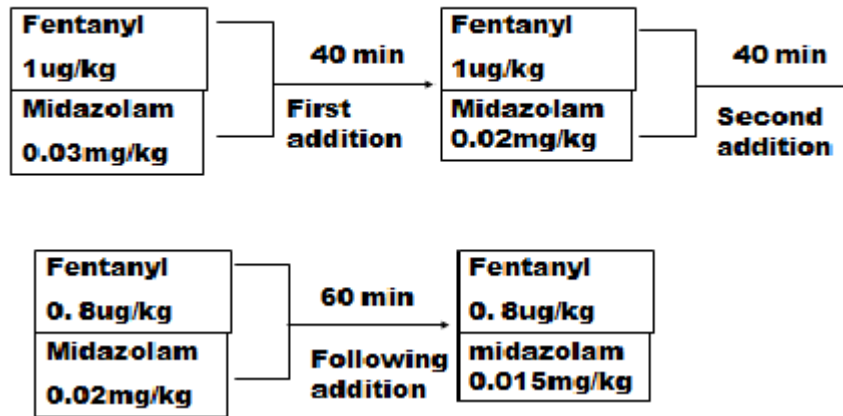 Fentanyl
1ug/kg
Midazolam
0.03mg/kg
40 min
First
addition
Fentanyl
1ug/kg
Midazolam
0.02mg/kg
40 min
Second
addition
Fentanyl
0. 8ug/kg
Midazolam
0.02mg/kg
60 min
Following
addition
Fentanyl
0. 8ug/kg
midazolam
0.015mg/kg